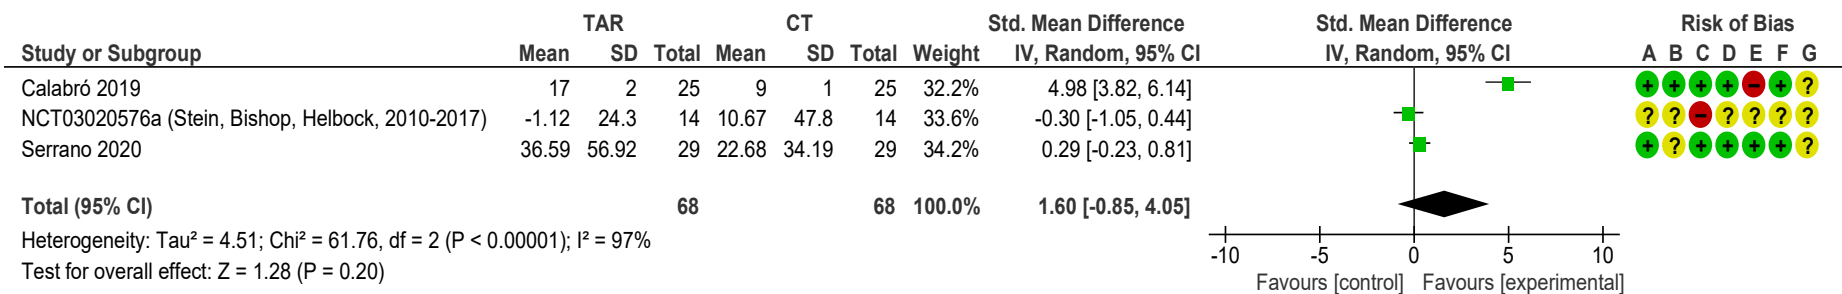 TAR CT Std. Mean Difference Std. Mean Difference Risk of Bias
Study or Subgroup Mean SD Total Mean SD Total Weight IV, Random, 95% CI IV, Random, 95% CI A B C D E F G
Calabró 2019 17 2 25 9 1 25 32.2% 4.98 [3.82, 6.14] + + + + − + ?
NCT03020576a (Stein, Bishop, Helbock, 2010-2017) -1.12 24.3 14 10.67 47.8 14 33.6% -0.30 [-1.05, 0.44] ? ? − ? ? ? ?
Serrano 2020 36.59 56.92 29 22.68 34.19 29 34.2% 0.29 [-0.23, 0.81] + ? + + + + ?
Total (95% CI) 68 68 100.0% 1.60 [-0.85, 4.05]
Heterogeneity: Tau² = 4.51; Chi² = 61.76, df = 2 (P < 0.00001); I² = 97%
Test for overall effect: Z = 1.28 (P = 0.20)
-10 -5 0 5 10
Favours [control] Favours [experimental]